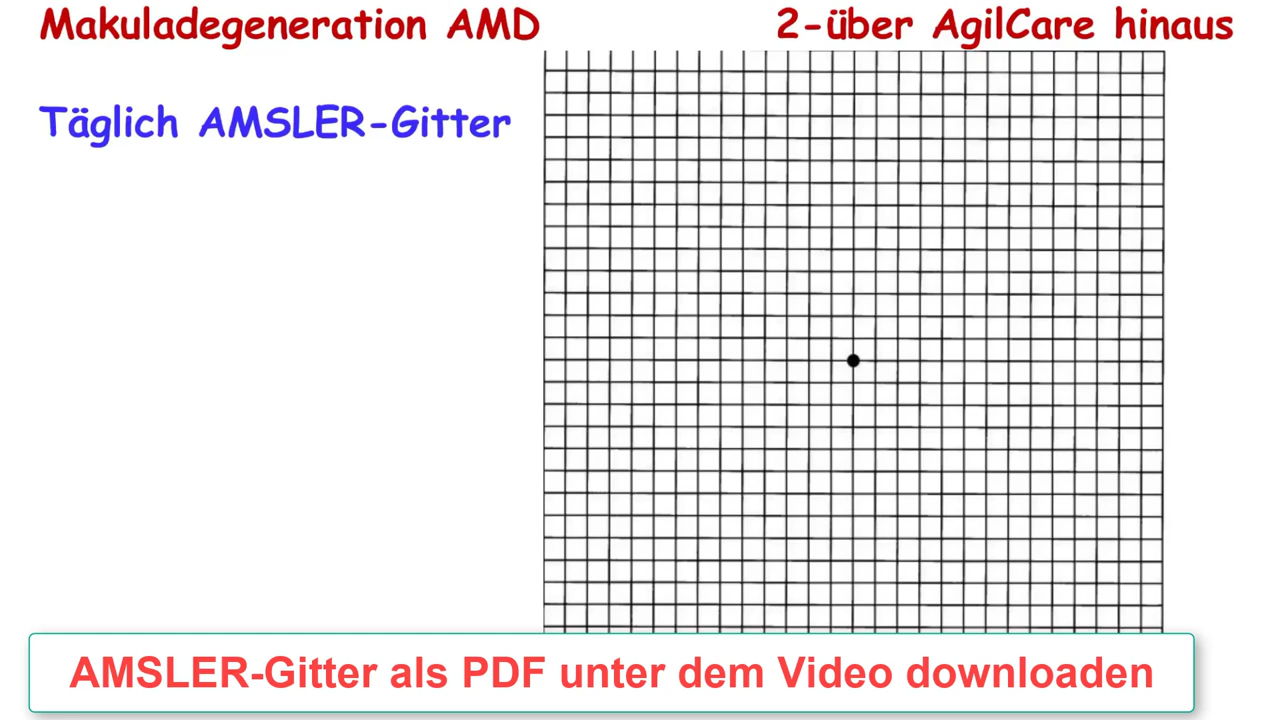 Makuladegeneration AMD
2-über AgilCare hinaus
Täglich AMSLER-Gitter
AMSLER-Gitter als PDF unter dem Video downloaden